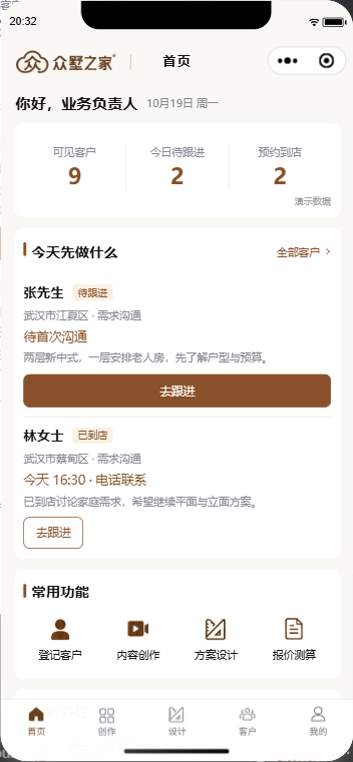 20:32
众墅之家
首页
你好，业务负责人 10月19日 周一
可见客户 今日待跟进 预约到店
9 2 2
演示数据
今天先做什么 全部客户 >
张先生 待跟进
武汉市江夏区 · 需求沟通
待首次沟通
两层新中式，一层安排老人房，先了解户型与预算。
去跟进
林女士 已到店
武汉市蔡甸区 · 需求沟通
今天 16:30 · 电话联系
已到店讨论家庭需求，希望继续平面与立面方案。
去跟进
常用功能
登记客户 内容创作 方案设计 报价测算
首页 创作 设计 客户 我的